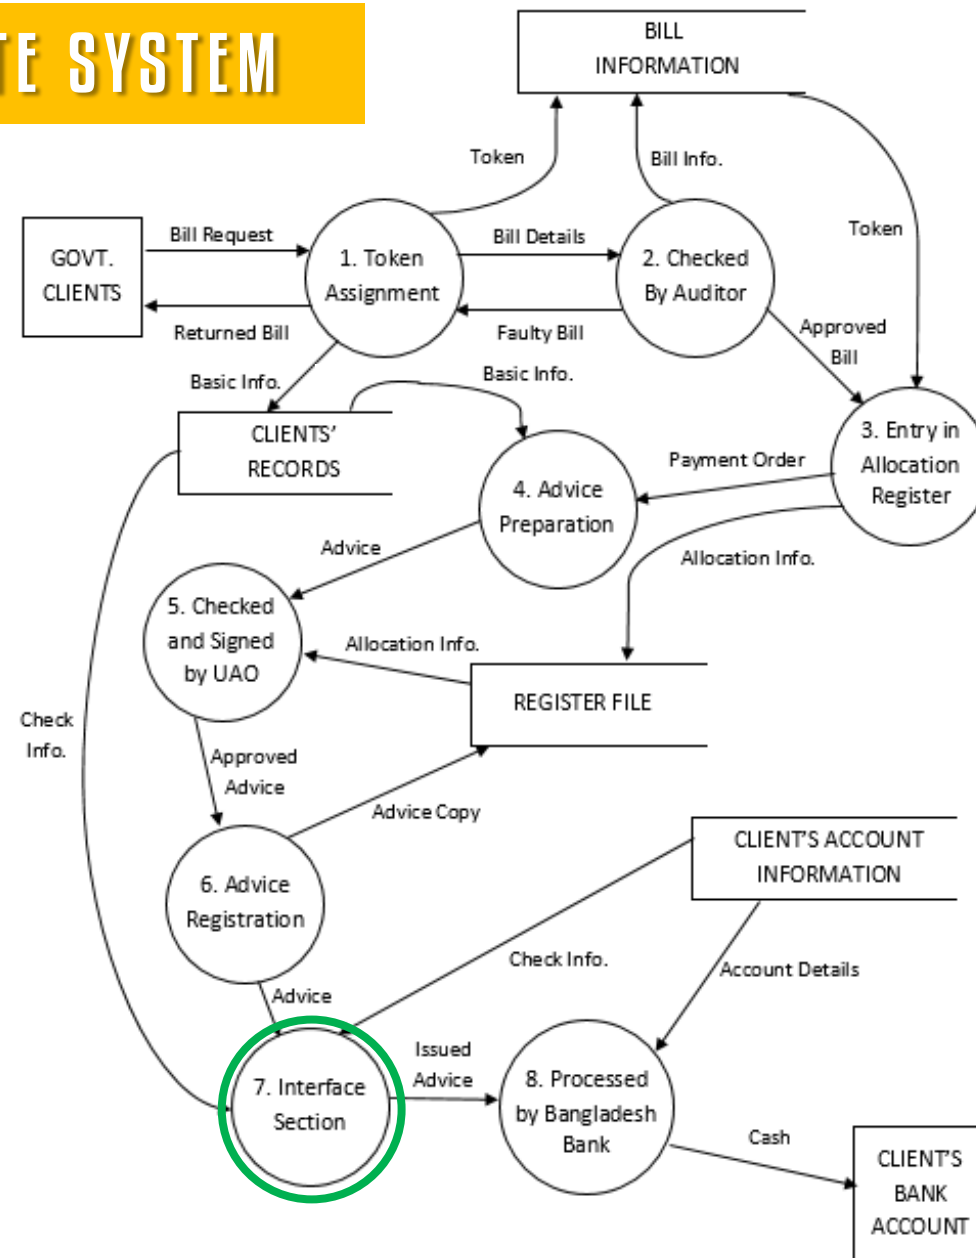 TE SYSTEM
BILL
INFORMATION
Token
Bill Info.
Token
GOVT.
CLIENTS
Bill Request
Returned Bill
1. Token
Assignment
Bill Details
Faulty Bill
2. Checked
By Auditor
Approved
Bill
Basic Info.
Basic Info.
CLIENTS'
RECORDS
3. Entry in
Allocation
Register
Payment Order
4. Advice
Preparation
Allocation Info.
Advice
5. Checked
and Signed
by UAO
Allocation Info.
REGISTER FILE
Check
Info.
Approved
Advice
Advice Copy
6. Advice
Registration
CLIENT'S ACCOUNT
INFORMATION
Check Info.
Account Details
Advice
7. Interface
Section
Issued
Advice
8. Processed
by Bangladesh
Bank
Cash
CLIENT'S
BANK
ACCOUNT